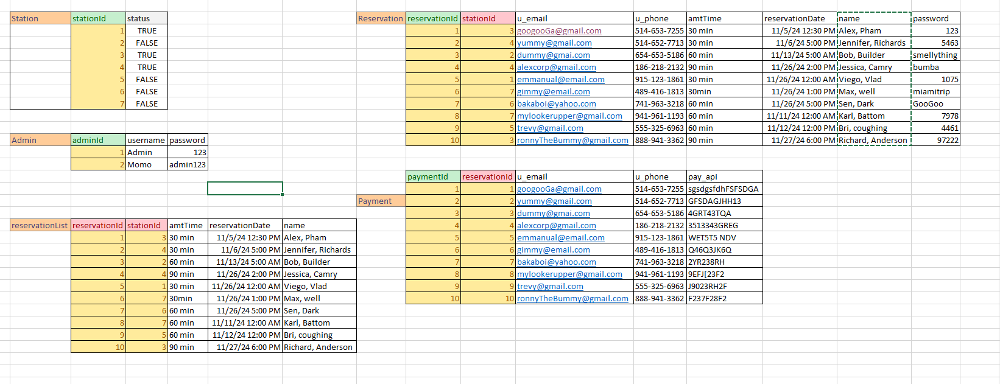 Station stationId status
1 TRUE
2 FALSE
3 TRUE
4 TRUE
5 FALSE
6 FALSE
7 FALSE
Admin adminId username password
1 Admin 123
2 Momo admin123
reservationList reservationId stationId amtTime reservationDate name
1 3 30 min 11/5/24 12:30 PM Alex, Pham
2 4 30 min 11/6/24 5:00 PM Jennifer, Richards
3 2 60 min 11/13/24 5:00 AM Bob, Builder
4 4 90 min 11/26/24 2:00 PM Jessica, Camry
5 1 30 min 11/26/24 12:00 AM Viego, Vlad
6 7 30min 11/26/24 1:00 PM Max, well
7 6 60 min 11/26/24 5:00 PM Sen, Dark
8 7 60 min 11/11/24 12:00 AM Karl, Battom
9 5 60 min 11/12/24 12:00 PM Bri, coughing
10 3 90 min 11/27/24 6:00 PM Richard, Anderson
Reservation reservationId stationId u_email u_phone amtTime reservationDate name password
1 3 googooGa@gmail.com 514-653-7255 30 min 11/5/24 12:30 PM Alex, Pham 123
2 4 yummy@gmail.com 514-652-7713 30 min 11/6/24 5:00 PM Jennifer, Richards 5463
3 2 dummy@gmai.com 654-653-5186 60 min 11/13/24 5:00 AM Bob, Builder smellything
4 4 alexcorp@gmail.com 186-218-2132 90 min 11/26/24 2:00 PM Jessica, Camry bumba
5 1 emmanual@email.com 915-123-1861 30 min 11/26/24 12:00 AM Viego, Vlad 1075
6 7 gimmy@email.com 489-416-1813 30min 11/26/24 1:00 PM Max, well miamitrip
7 6 bakaboi@yahoo.com 741-963-3218 60 min 11/26/24 5:00 PM Sen, Dark GooGoo
8 7 mylookerupper@gmail.com 941-961-1193 60 min 11/11/24 12:00 AM Karl, Battom 7978
9 5 trevy@gmail.com 555-325-6963 60 min 11/12/24 12:00 PM Bri, coughing 4461
10 3 ronnyTheBummy@gmail.com 888-941-3362 90 min 11/27/24 6:00 PM Richard, Anderson 97222
paymentId reservationId u_email u_phone pay_api
1 1 googooGa@gmail.com 514-653-7255 sgsdgsfdhFSFSDGA
Payment 2 2 yummy@gmail.com 514-652-7713 GFSDAGJHH13
3 3 dummy@gmai.com 654-653-5186 4GRT43TQA
4 4 alexcorp@gmail.com 186-218-2132 3513343GREG
5 5 emmanual@email.com 915-123-1861 WET5T5 NDV
6 6 gimmy@email.com 489-416-1813 Q46Q3JK6Q
7 7 bakaboi@yahoo.com 741-963-3218 2YR238RH
8 8 mylookerupper@gmail.com 941-961-1193 9EFJ[23F2
9 9 trevy@gmail.com 555-325-6963 J9023RH2F
10 10 ronnyTheBummy@gmail.com 888-941-3362 F237F28F2